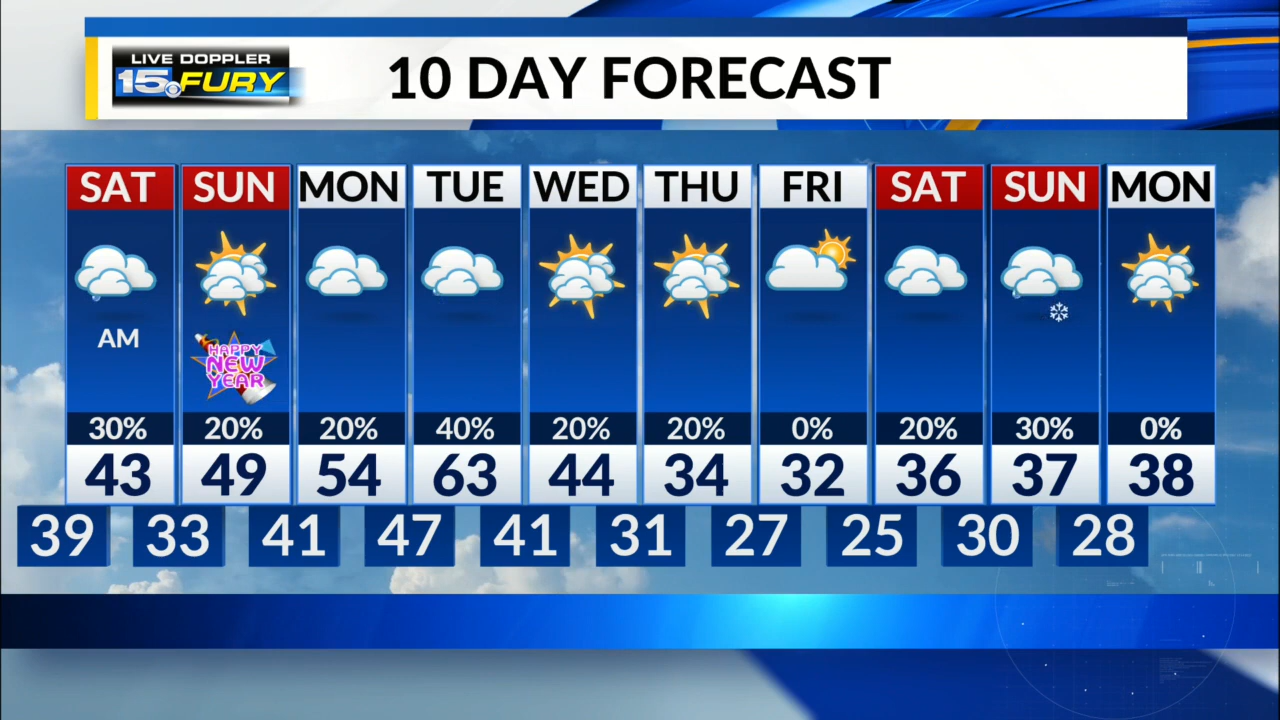 LIVE DOPPLER
15 FURY
10 DAY FORECAST
SAT SUN MON TUE WED THU FRI SAT SUN MON
AM
HAPPY
NEW
YEAR
30% 20% 20% 40% 20% 20% 0% 20% 30% 0%
43 49 54 63 44 34 32 36 37 38
39 33 41 47 41 31 27 25 30 28